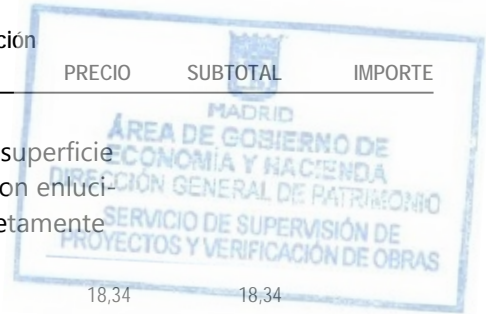 ción
PRECIO SUBTOTAL IMPORTE
MADRID
ÁREA DE GOBIERNO DE
superficie
ECONOMÍA Y HACIENDA
on enluci-
DIRECCIÓN GENERAL DE PATRIMONIO
etamente
SERVICIO DE SUPERVISIÓN DE
PROYECTOS Y VERIFICACIÓN DE OBRAS
18,34 18,34